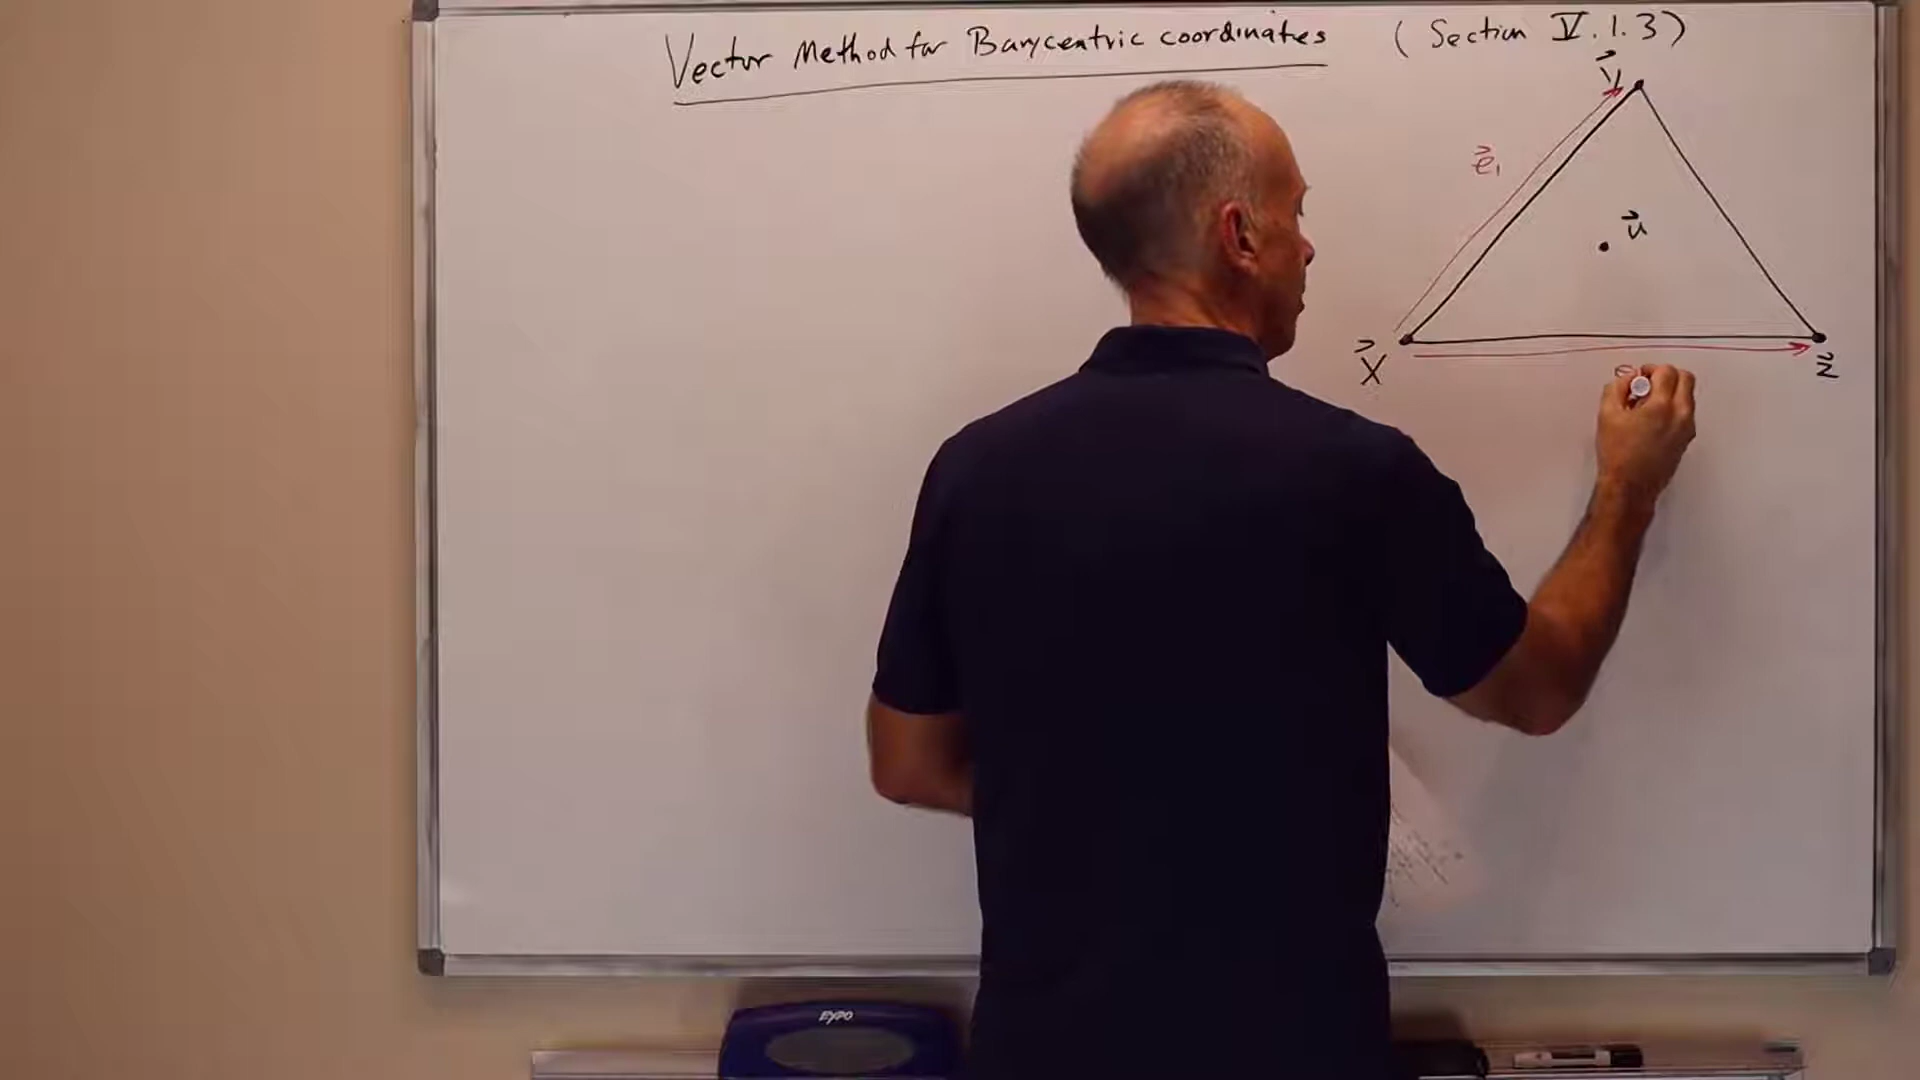 Vector Method for Barycentric coordinates (Section V.1.3)
y
e₁
u
x
z
e
EXPO